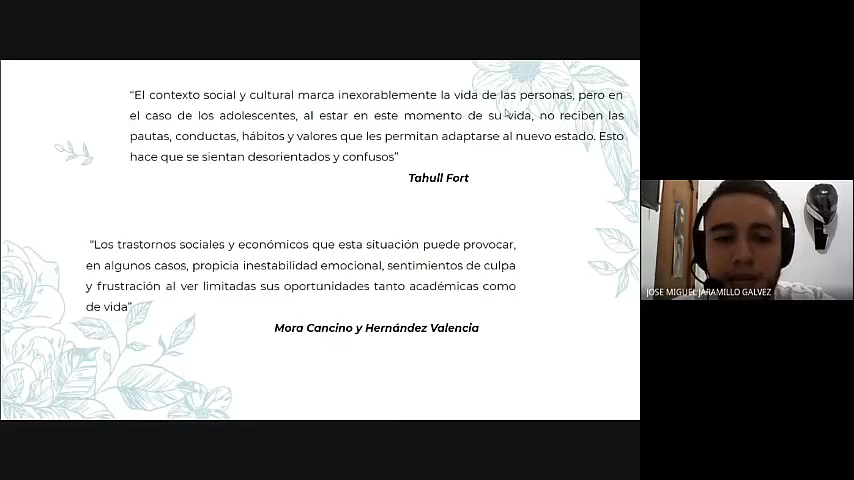 “El contexto social y cultural marca inexorablemente la vida de las personas, pero en
el caso de los adolescentes, al estar en este momento de su vida, no reciben las
pautas, conductas, hábitos y valores que les permitan adaptarse al nuevo estado. Esto
hace que se sientan desorientados y confusos”
Tahull Fort
“Los trastornos sociales y económicos que esta situación puede provocar,
en algunos casos, propicia inestabilidad emocional, sentimientos de culpa
y frustración al ver limitadas sus oportunidades tanto académicas como
de vida”
Mora Cancino y Hernández Valencia
JOSE MIGUEL JARAMILLO GALVEZ